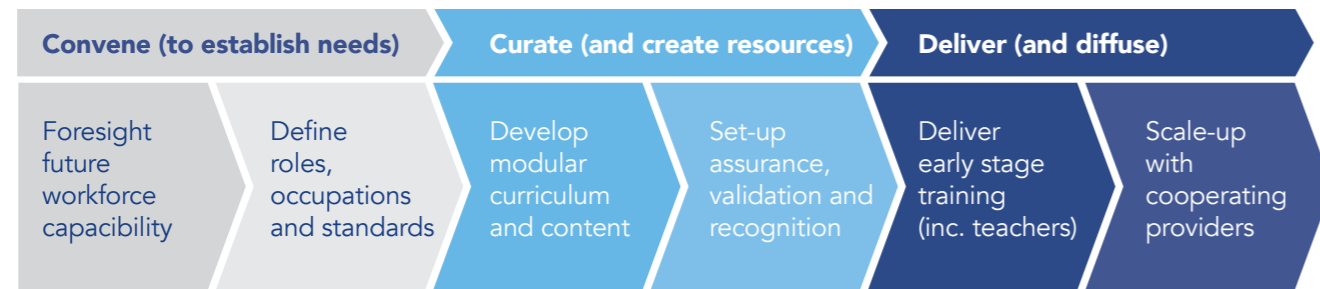 Convene (to establish needs)
Curate (and create resources)
Deliver (and diffuse)
Foresight
future
workforce
capacibility
Define
roles,
occupations
and standards
Develop
modular
curriculum
and content
Set-up
assurance,
validation and
recognition
Deliver
early stage
training
(inc. teachers)
Scale-up
with
cooperating
providers